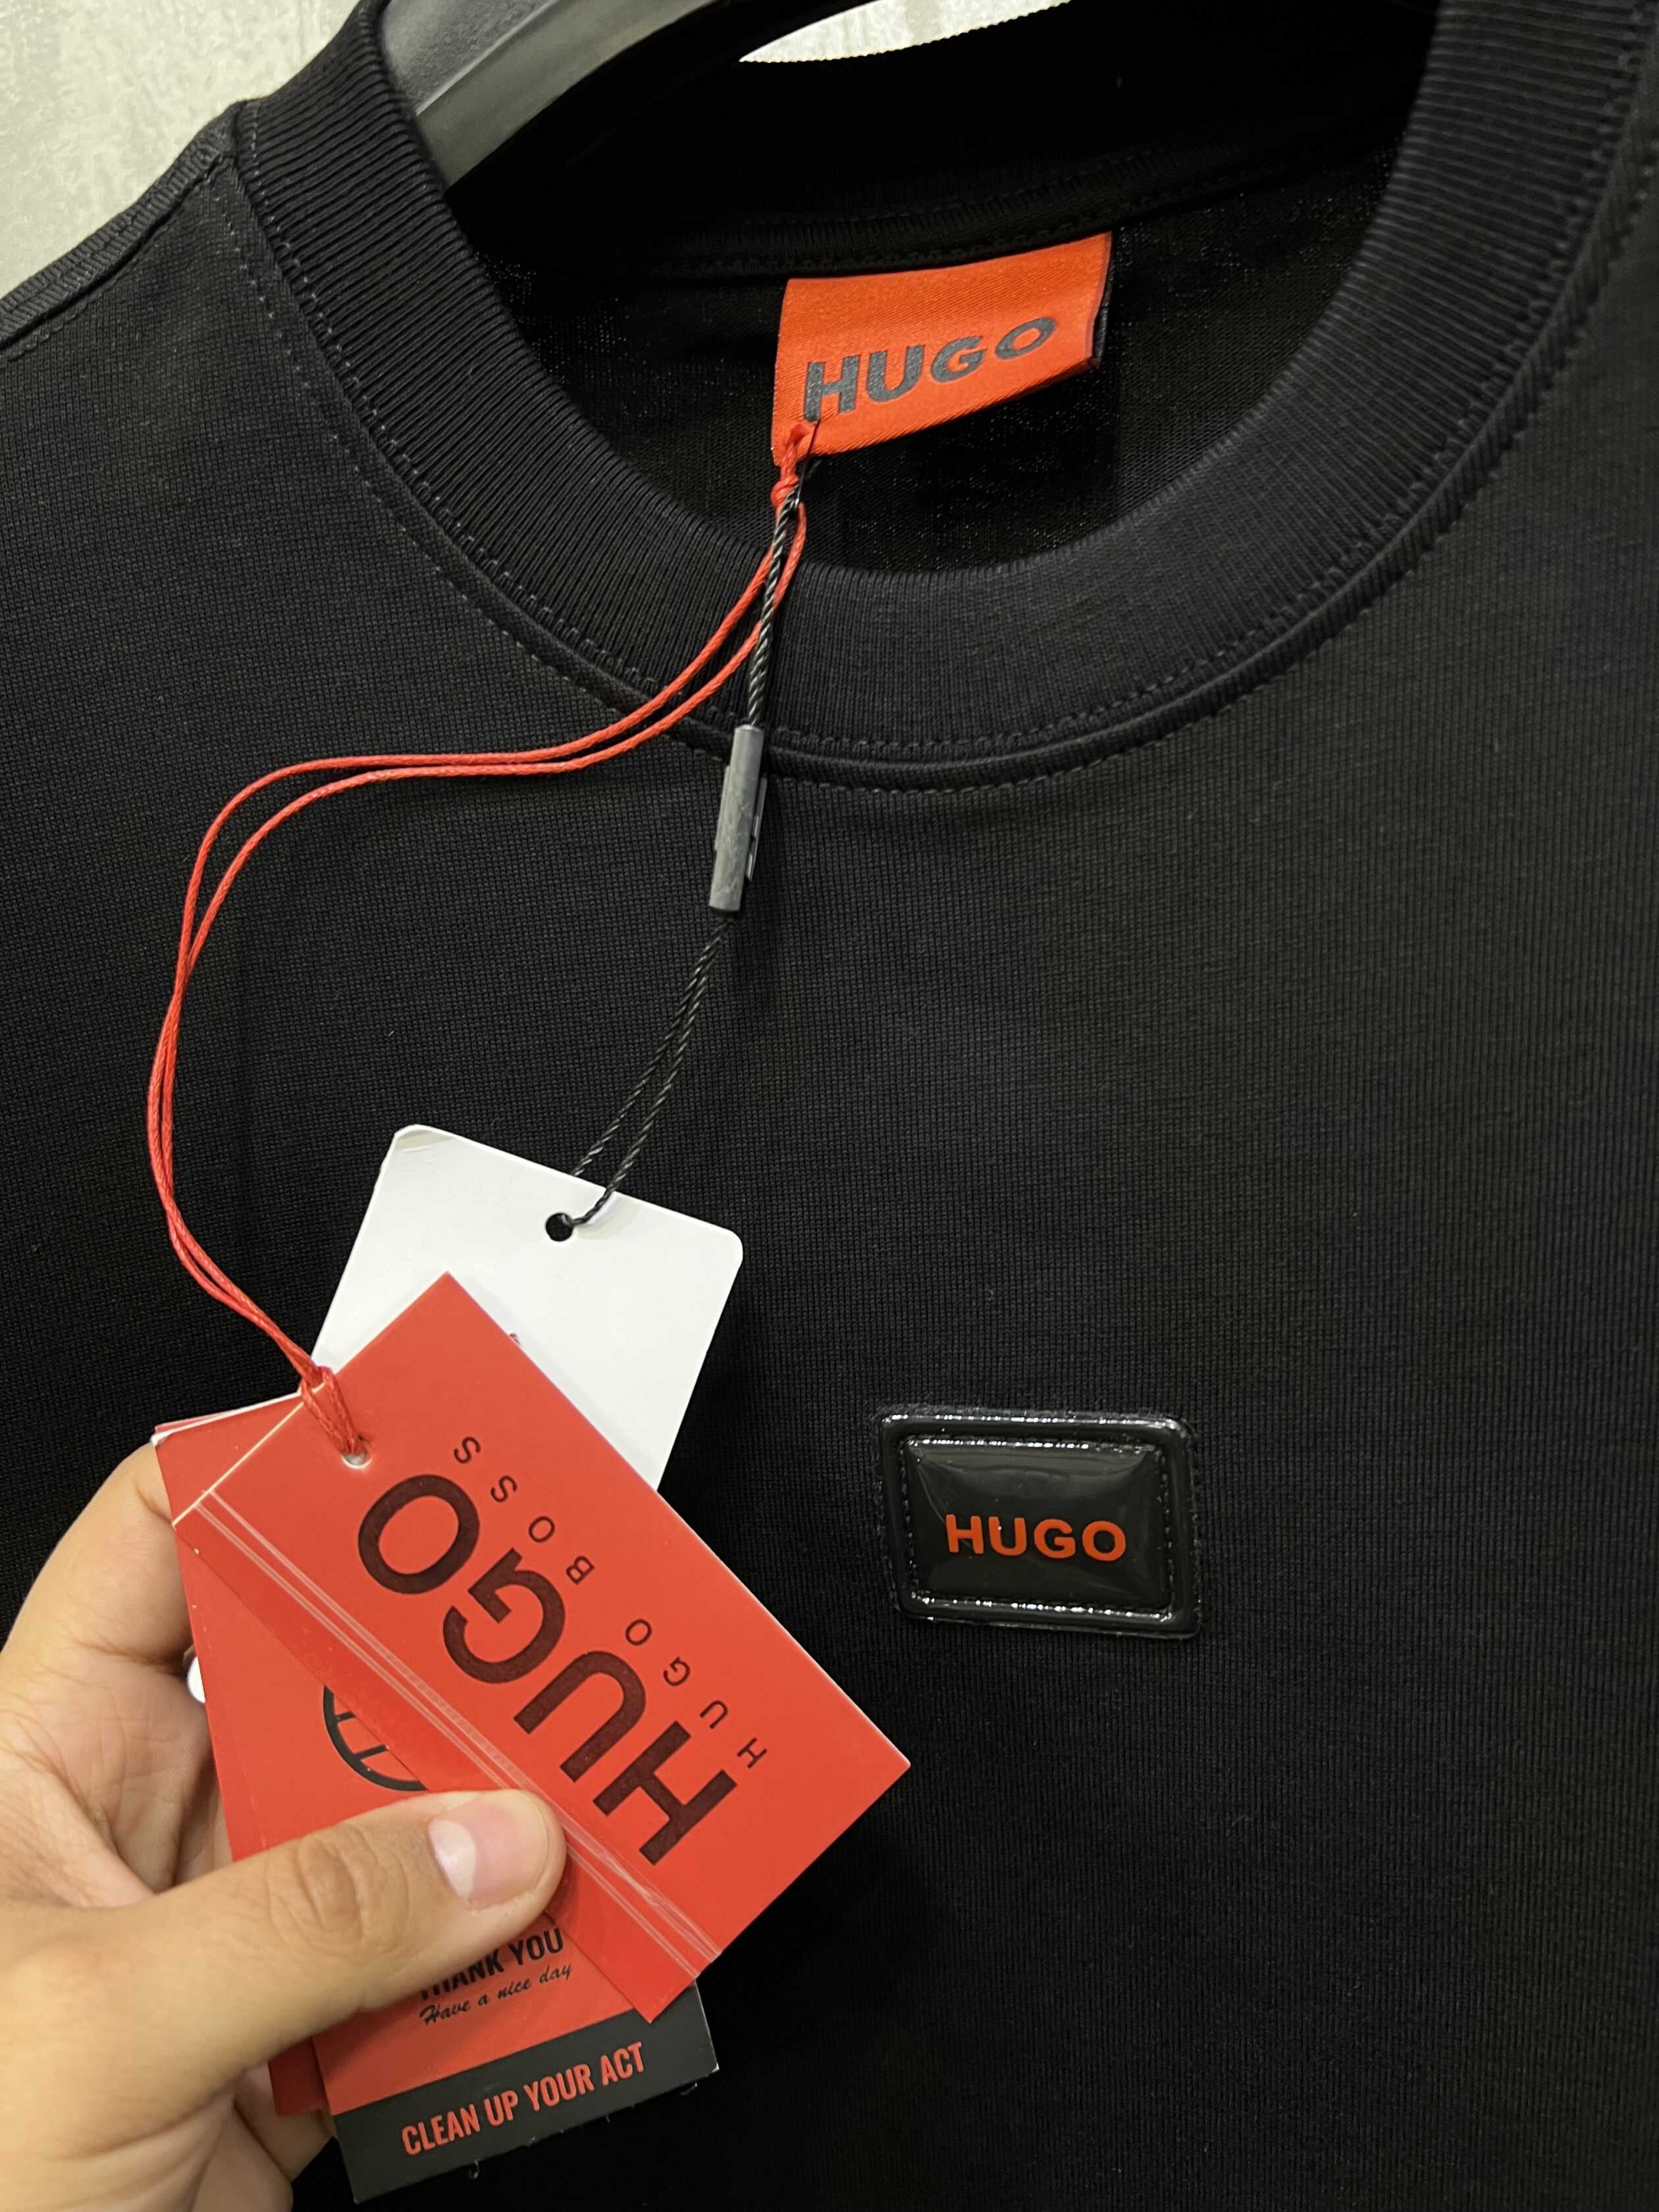 HUGO
HUGO
HUGO
HUGO BOSS
THANK YOU
Have a nice day
CLEAN UP YOUR ACT